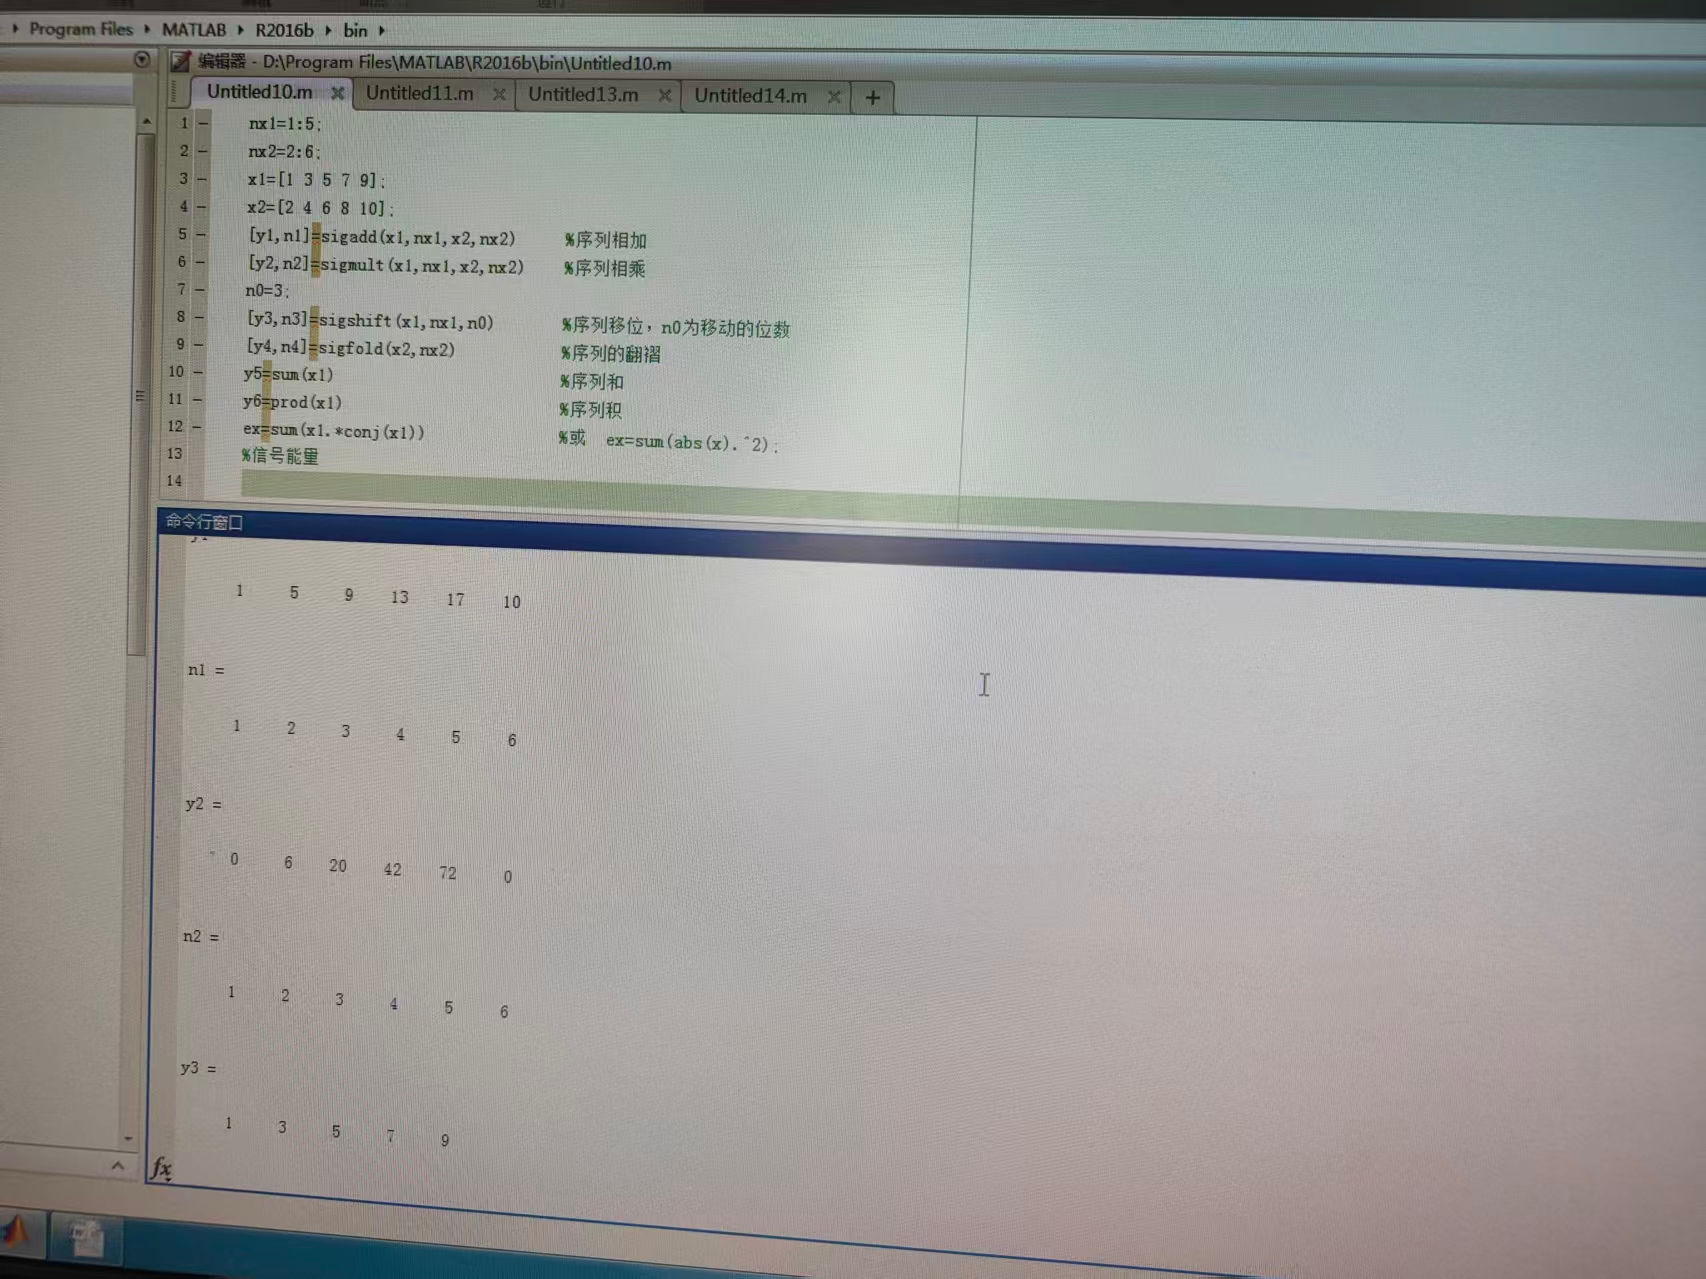 Program Files MATLAB R2016b bin
编辑器 - D:\Program Files\MATLAB\R2016b\bin\Untitled10.m
Untitled10.m Untitled11.m Untitled13.m Untitled14.m +
1 nx1=1:5;
2 nx2=2:6;
3 x1=[1 3 5 7 9];
4 x2=[2 4 6 8 10];
5 [y1,n1]=sigadd(x1,nx1,x2,nx2) %序列相加
6 [y2,n2]=sigmult(x1,nx1,x2,nx2) %序列相乘
7 n0=3;
8 [y3,n3]=sigshift(x1,nx1,n0) %序列移位，n0为移动的位数
9 [y4,n4]=sigfold(x2,nx2) %序列的翻褶
10 y5=sum(x1) %序列和
11 y6=prod(x1) %序列积
12 ex=sum(x1.*conj(x1)) %或 ex=sum(abs(x).^2);
13 %信号能量
14
命令行窗口
1 5 9 13 17 10
n1 =
1 2 3 4 5 6
y2 =
0 6 20 42 72 0
n2 =
1 2 3 4 5 6
y3 =
1 3 5 7 9
fx